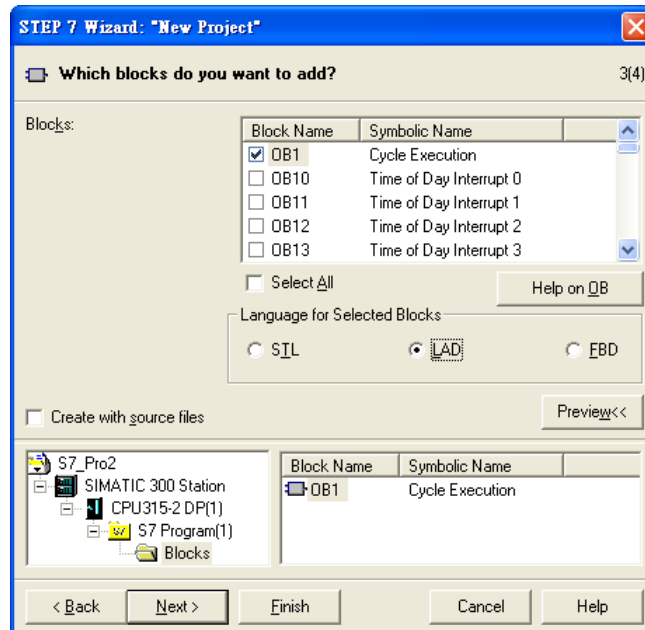 STEP 7 Wizard: "New Project"
Which blocks do you want to add? 3(4)
Blocks:
Block Name Symbolic Name
OB1 Cycle Execution
OB10 Time of Day Interrupt 0
OB11 Time of Day Interrupt 1
OB12 Time of Day Interrupt 2
OB13 Time of Day Interrupt 3
Select All
Help on OB
Language for Selected Blocks
STL LAD FBD
Create with source files
Preview<<
S7_Pro2
SIMATIC 300 Station
CPU315-2 DP(1)
S7 Program(1)
Blocks
Block Name Symbolic Name
OB1 Cycle Execution
< Back Next > Finish Cancel Help